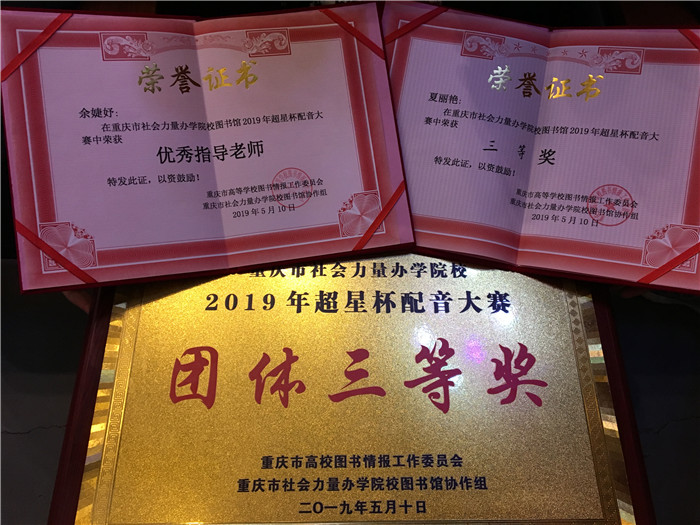 荣誉证书
余婕妤:
在重庆市社会力量办学院校图书馆2019年超星杯配音大
赛中荣获
优秀指导老师
特发此证，以资鼓励！
重庆市高等学校图书情报工作委员会
重庆市社会力量办学院校图书馆协作组
2019年5月10日
荣誉证书
夏丽艳:
在重庆市社会力量办学院校图书馆2019年超星杯配音大
赛中荣获
三等奖
特发此证，以资鼓励！
重庆市高等学校图书情报工作委员会
重庆市社会力量办学院校图书馆协作组
2019年5月10日
重庆市社会力量办学院校
2019年超星杯配音大赛
团体三等奖
重庆市高校图书情报工作委员会
重庆市社会力量办学院校图书馆协作组
二〇一九年五月十日